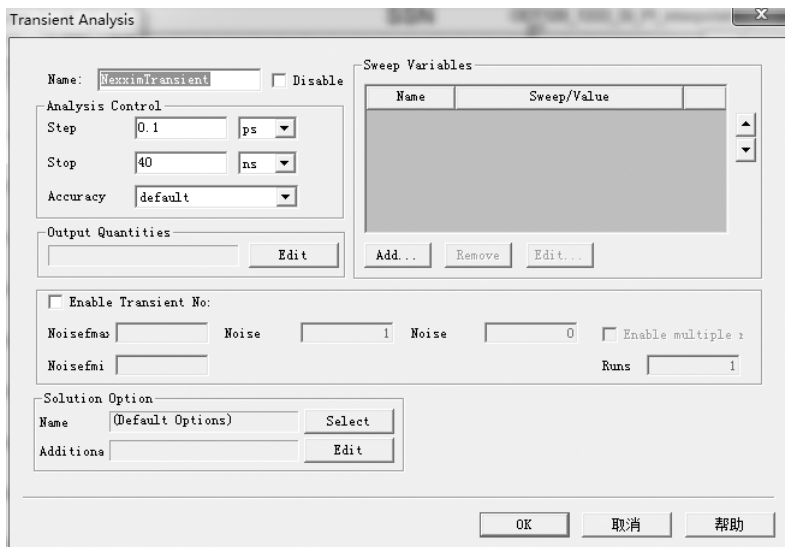 Transient Analysis
SSN
Name: NexximTransient Disable
Analysis Control
Step 0.1 ps
Stop 40 ns
Accuracy default
Output Quantities
Edit
Sweep Variables
Name Sweep/Value
Add... Remove Edit...
Enable Transient No:
Noisefmax Noise 1 Noise 0 Enable multiple r
Noisefmi Runs 1
Solution Option
Name (Default Options) Select
Additiona Edit
OK 取消 帮助